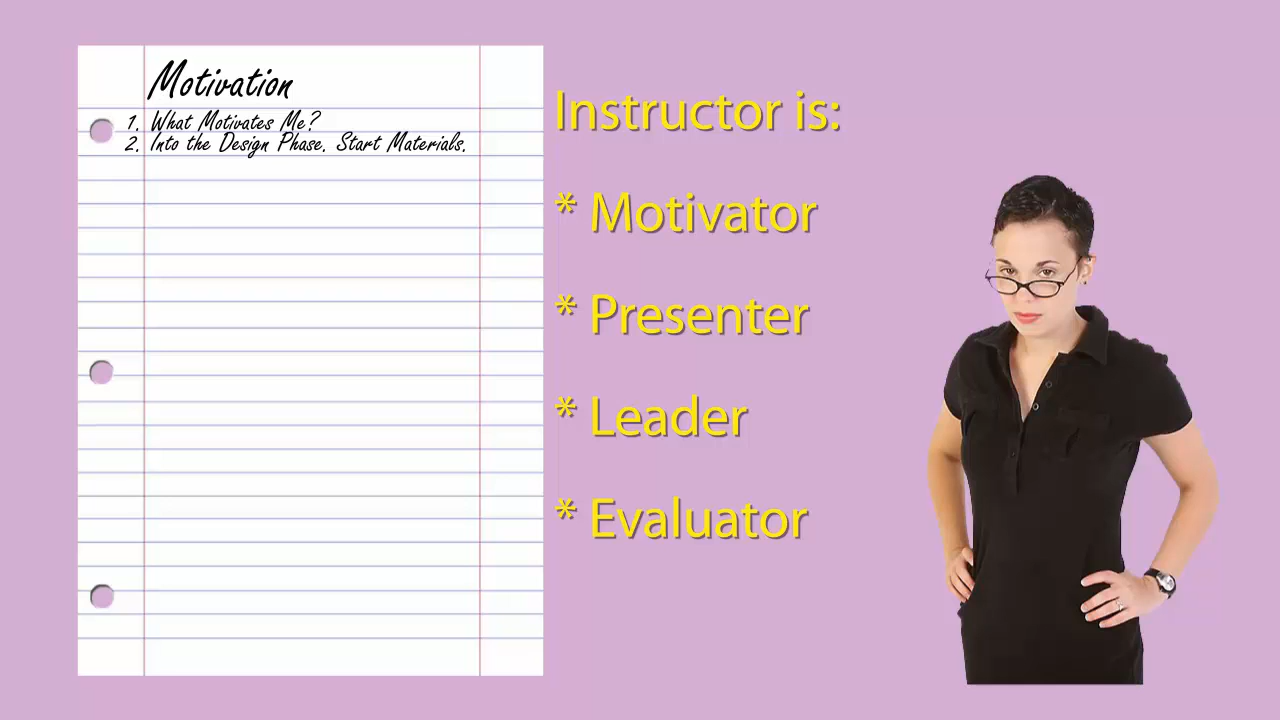 Motivation
1. What Motivates Me?
2. Into the Design Phase. Start Materials.
Instructor is:
* Motivator
* Presenter
* Leader
* Evaluator